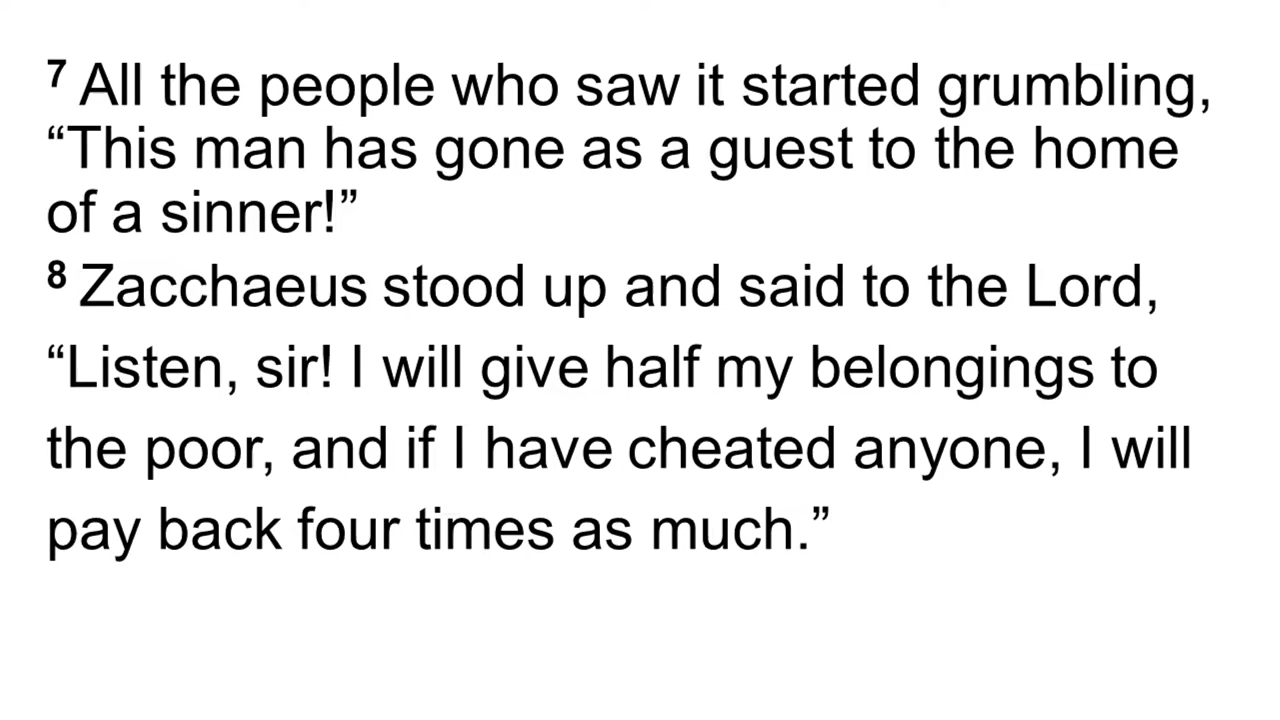 7 All the people who saw it started grumbling,
“This man has gone as a guest to the home
of a sinner!”
8 Zacchaeus stood up and said to the Lord,
“Listen, sir! I will give half my belongings to
the poor, and if I have cheated anyone, I will
pay back four times as much.”